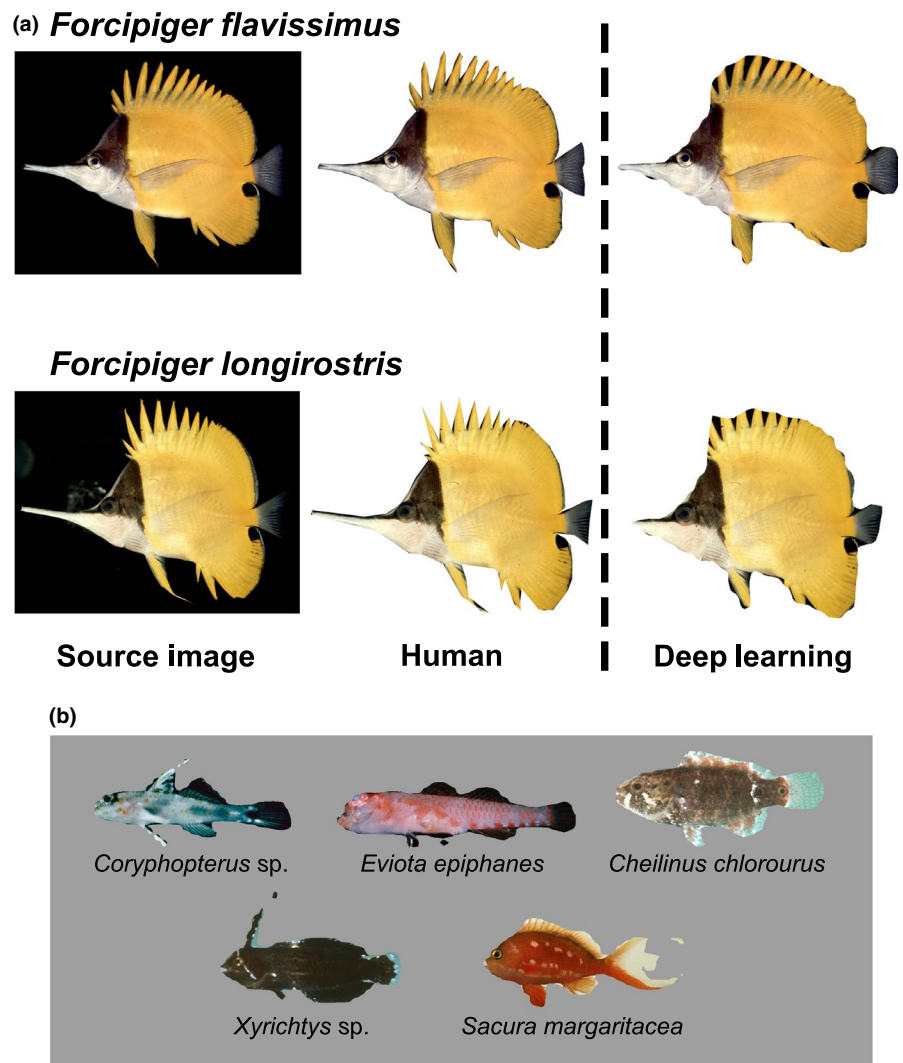 (a) Forcipiger flavissimus
Forcipiger longirostris
Source image Human Deep learning
(b)
Coryphopterus sp. Eviota epiphanes Cheilinus chlorourus
Xyrichtys sp. Sacura margaritacea